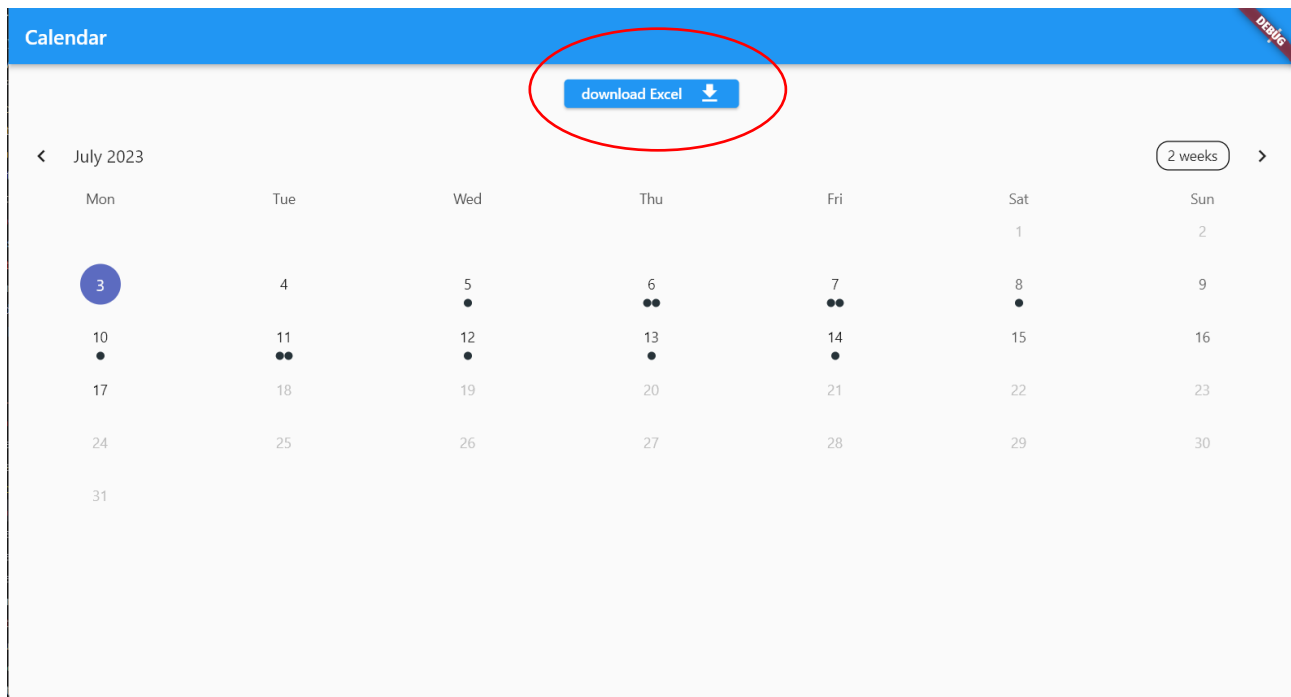 Calendar
DEBUG
download Excel
July 2023
2 weeks
Mon Tue Wed Thu Fri Sat Sun
1 2
3 4 5 6 7 8 9
10 11 12 13 14 15 16
17 18 19 20 21 22 23
24 25 26 27 28 29 30
31